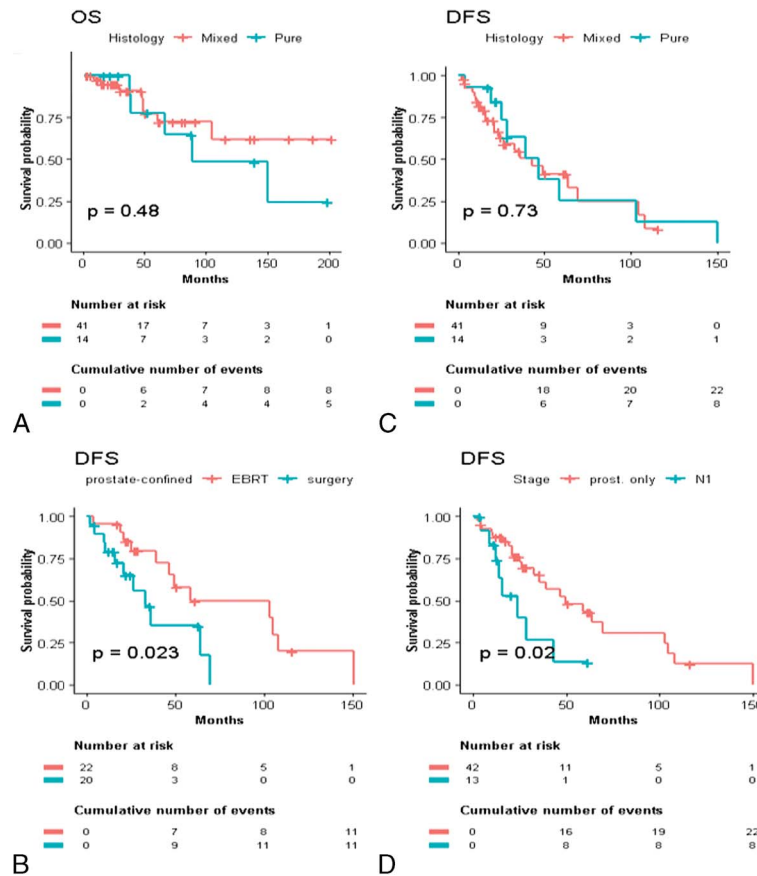 OS
Histology Mixed Pure
Survival probability
0.75
0.50
0.25
0.00
p = 0.48
0 50 100 150 200
Months
Number at risk
41 17 7 3 1
14 7 3 2 0
Cumulative number of events
0 6 7 8 8
0 2 4 4 5
A
DFS
Histology Mixed Pure
Survival probability
1.00
0.75
0.50
0.25
0.00
p = 0.73
0 50 100 150
Months
Number at risk
41 9 3 0
14 3 2 1
Cumulative number of events
0 18 20 22
0 6 7 8
C
DFS
prostate-confined EBRT surgery
Survival probability
1.00
0.75
0.50
0.25
0.00
p = 0.023
0 50 100 150
Months
Number at risk
22 8 5 1
20 3 0 0
Cumulative number of events
0 7 8 11
0 9 11 11
B
DFS
Stage prost. only N1
Survival probability
1.00
0.75
0.50
0.25
0.00
p = 0.02
0 50 100 150
Months
Number at risk
42 11 5 1
13 1 0 0
Cumulative number of events
0 16 19 22
0 8 8 8
D